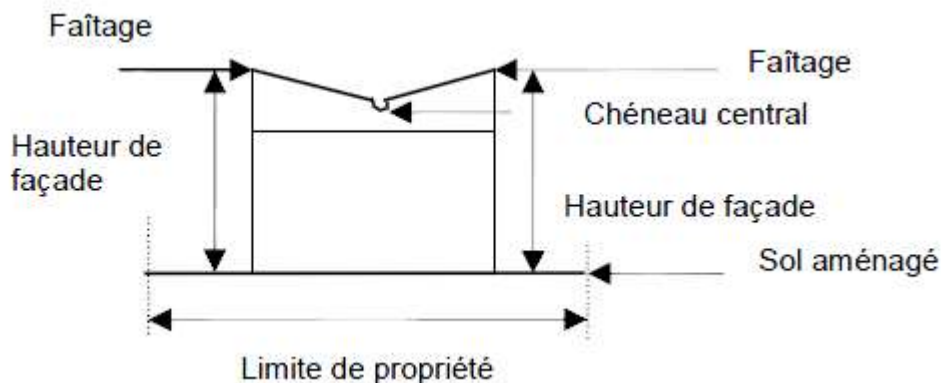 Faîtage
Faîtage
Chéneau central
Hauteur de
façade
Hauteur de façade
Sol aménagé
Limite de propriété